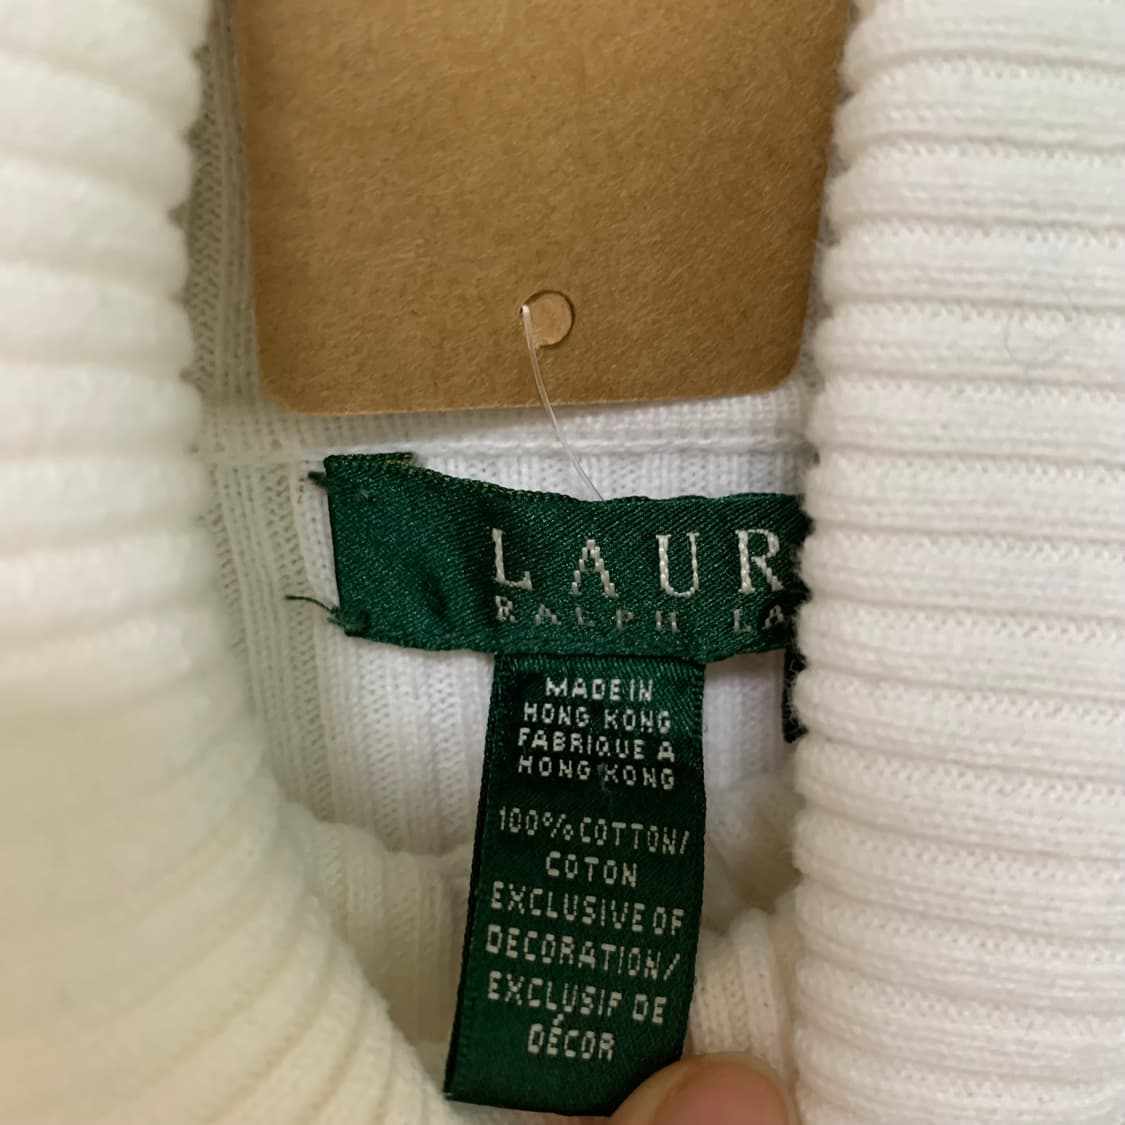 LAUR
RALPH LA
MADE IN
HONG KONG
FABRIQUE A
HONG KONG
100% COTTON/
COTON
EXCLUSIVE OF
DECORATION/
EXCLUSIF DE
DÉCOR